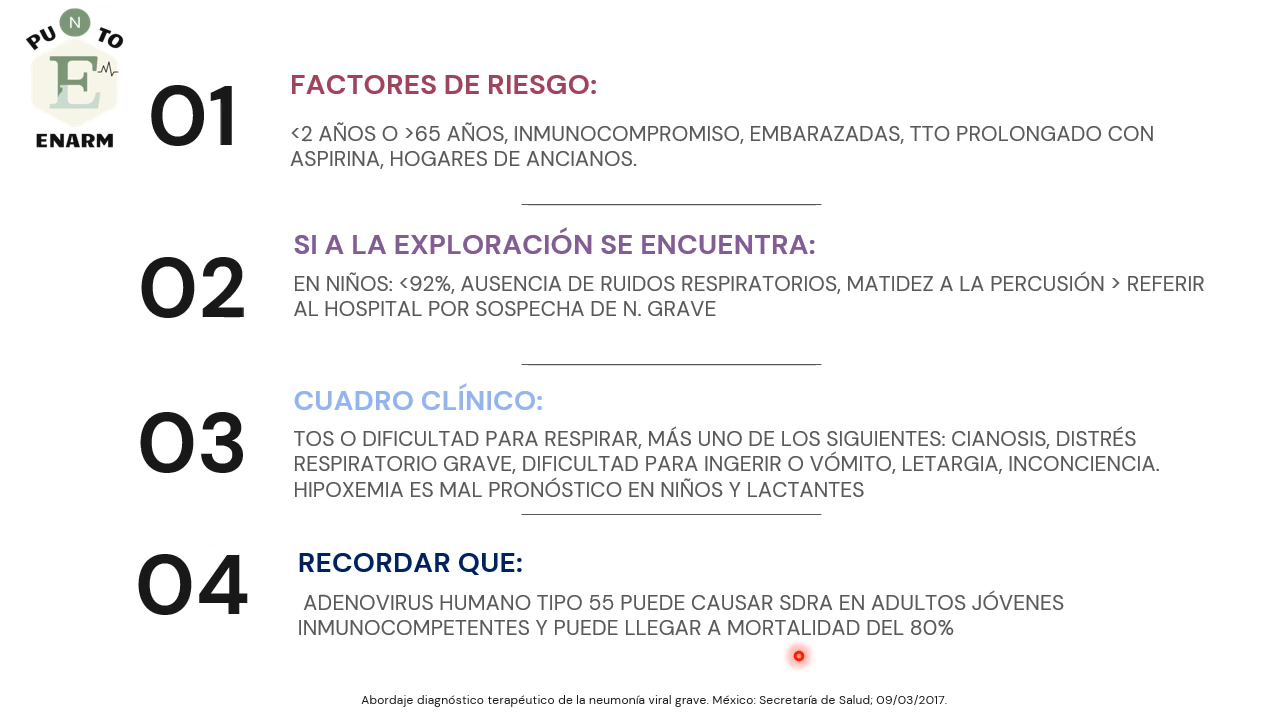 PU N TO
E
ENARM
01
FACTORES DE RIESGO:
<2 AÑOS O >65 AÑOS, INMUNOCOMPROMISO, EMBARAZADAS, TTO PROLONGADO CON
ASPIRINA, HOGARES DE ANCIANOS.
02
SI A LA EXPLORACIÓN SE ENCUENTRA:
EN NIÑOS: <92%, AUSENCIA DE RUIDOS RESPIRATORIOS, MATIDEZ A LA PERCUSIÓN > REFERIR
AL HOSPITAL POR SOSPECHA DE N. GRAVE
03
CUADRO CLÍNICO:
TOS O DIFICULTAD PARA RESPIRAR, MÁS UNO DE LOS SIGUIENTES: CIANOSIS, DISTRÉS
RESPIRATORIO GRAVE, DIFICULTAD PARA INGERIR O VÓMITO, LETARGIA, INCONCIENCIA.
HIPOXEMIA ES MAL PRONÓSTICO EN NIÑOS Y LACTANTES
04
RECORDAR QUE:
ADENOVIRUS HUMANO TIPO 55 PUEDE CAUSAR SDRA EN ADULTOS JÓVENES
INMUNOCOMPETENTES Y PUEDE LLEGAR A MORTALIDAD DEL 80%
Abordaje diagnóstico terapéutico de la neumonía viral grave. México: Secretaría de Salud; 09/03/2017.